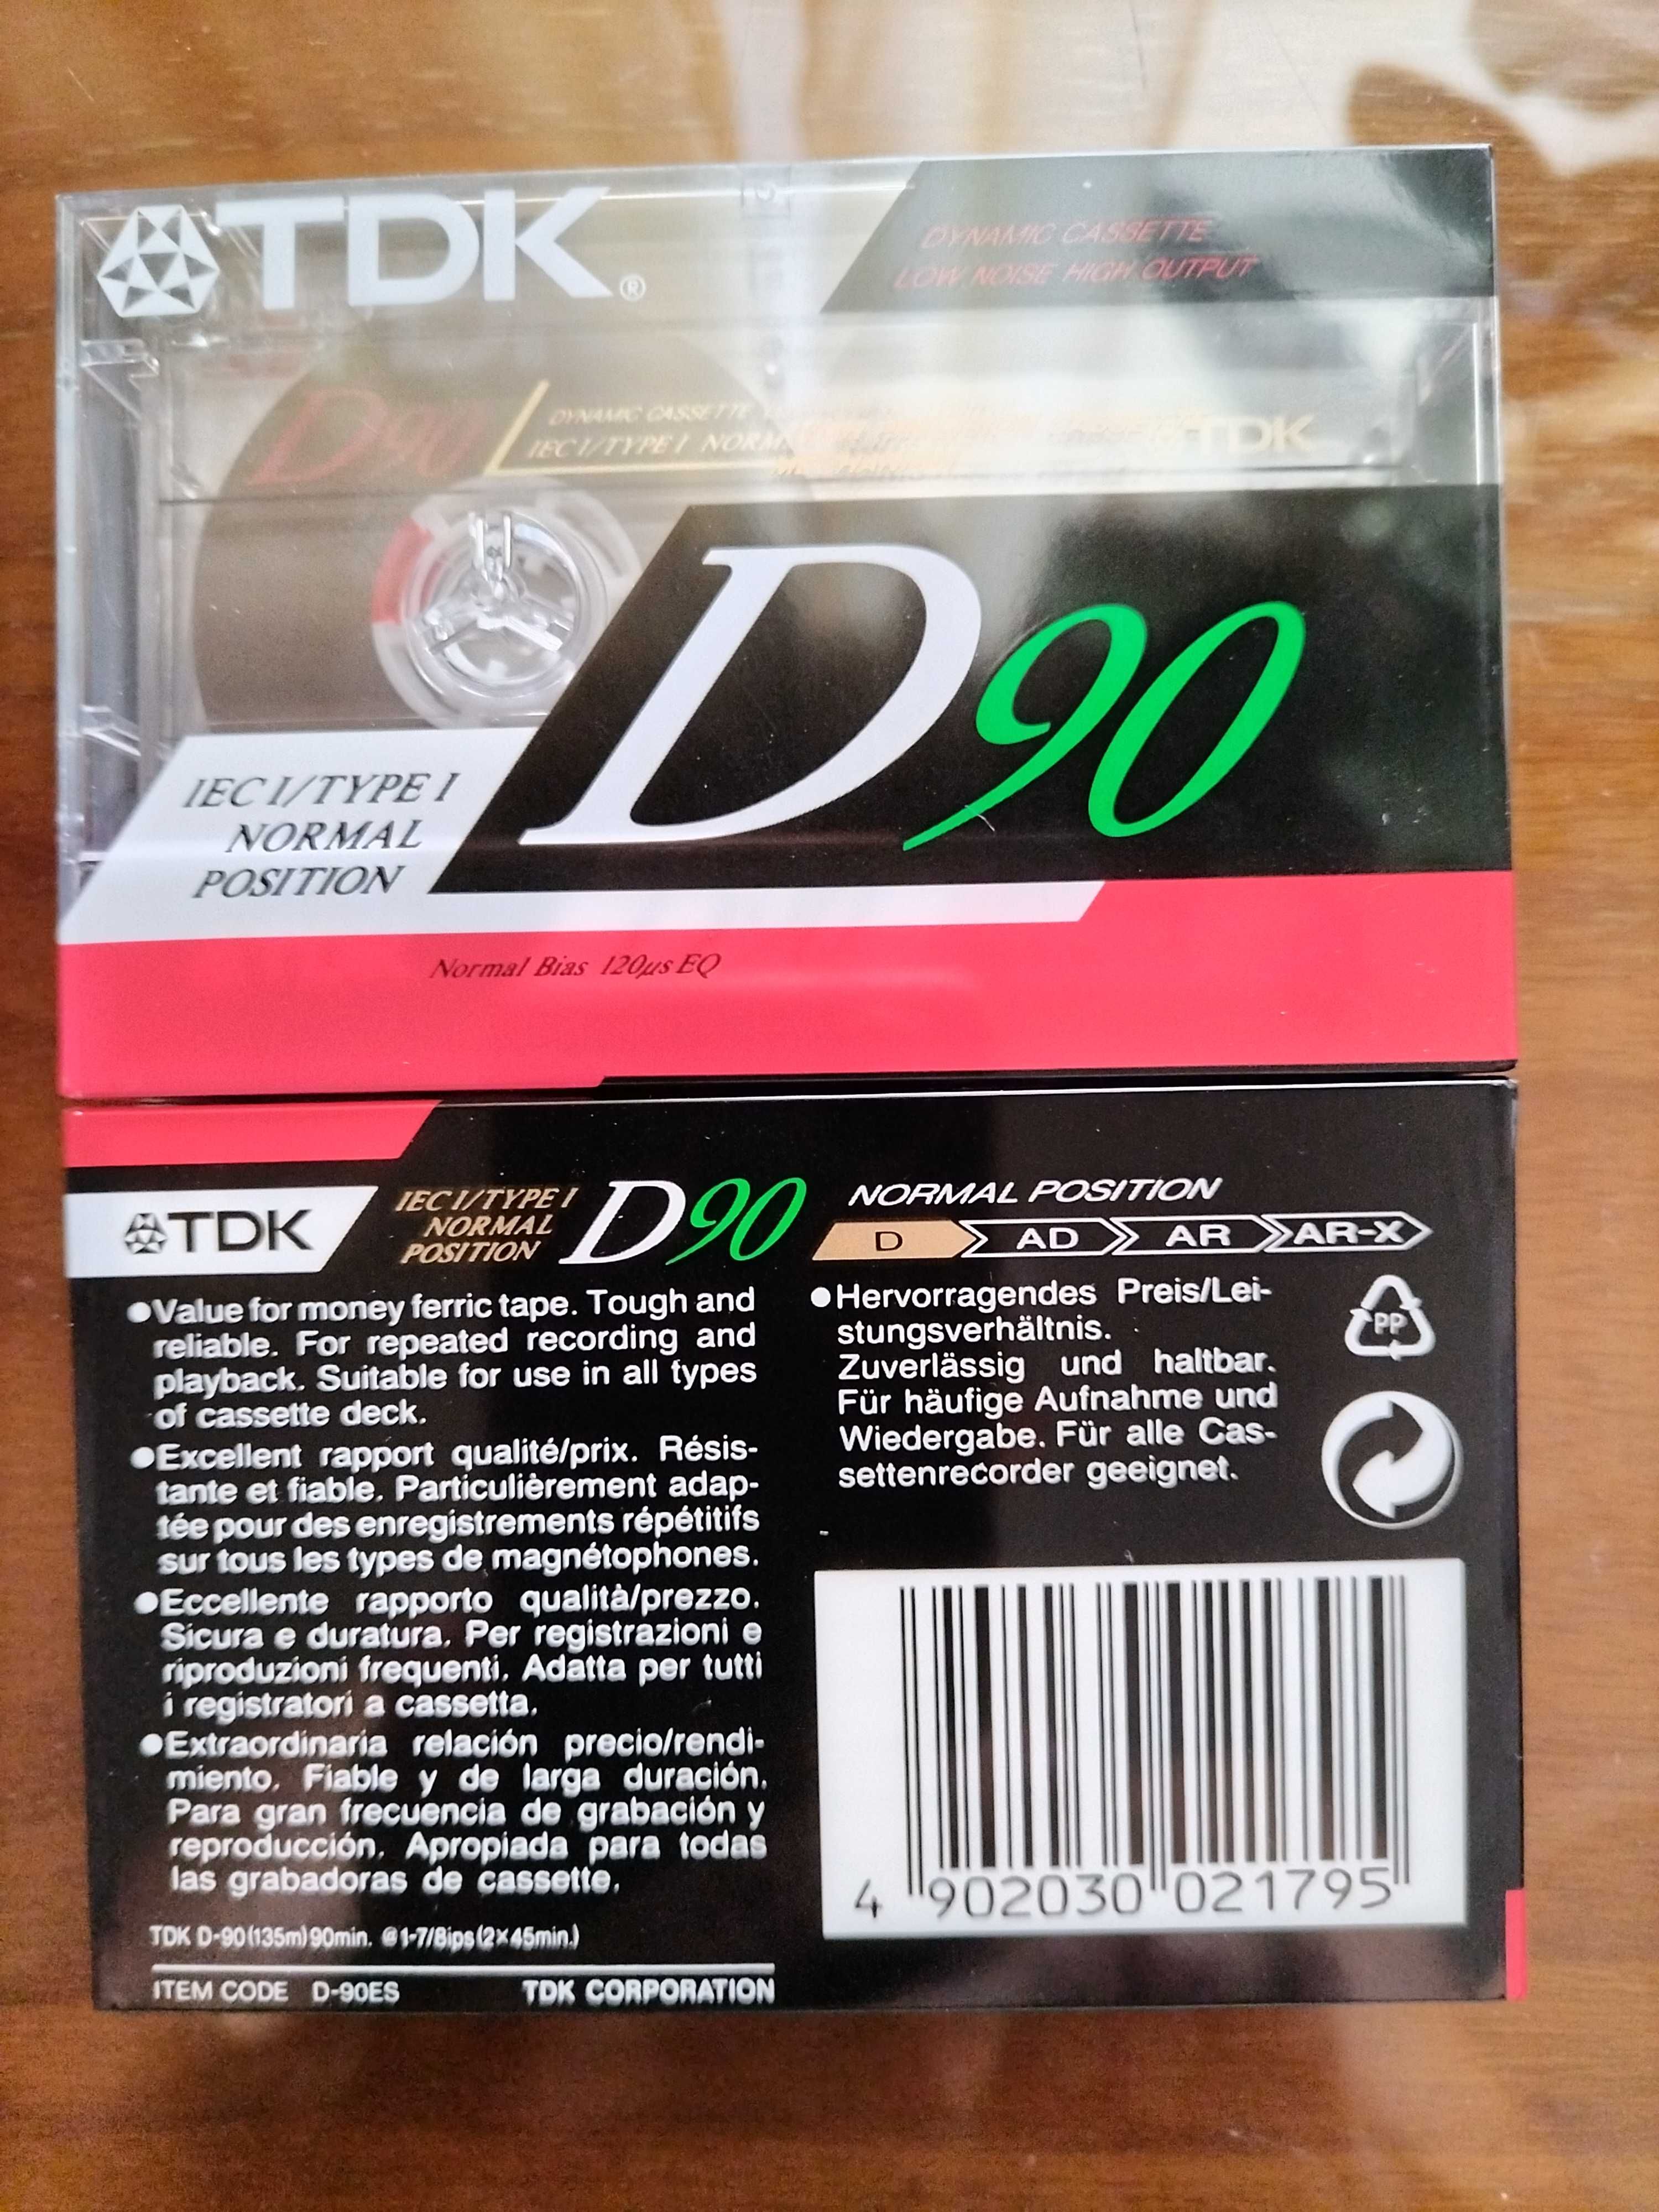 TDK®
DYNAMIC CASSETTE
LOW NOISE HIGH OUTPUT
D90
DYNAMIC CASSETTE
IEC I/TYPE I NORM
TDK
D90
IEC I/TYPE I
NORMAL
POSITION
Normal Bias 120µs EQ
TDK
IEC I/TYPE I
NORMAL
POSITION
D90
●Value for money ferric tape. Tough and
reliable. For repeated recording and
playback. Suitable for use in all types
of cassette deck.
●Excellent rapport qualité/prix. Résis-
tante et fiable. Particulièrement adap-
tée pour des enregistrements répétitifs
sur tous les types de magnétophones.
●Eccellente rapporto qualità/prezzo.
Sicura e duratura. Per registrazioni e
riproduzioni frequenti. Adatta per tutti
i registratori a cassetta.
●Extraordinaria relación precio/rendi-
miento. Fiable y de larga duración.
Para gran frecuencia de grabación y
reproducción. Apropiada para todas
las grabadoras de cassette.
TDK D-90(135m)90min. @1-7/8ips(2×45min.)
ITEM CODE D-90ES TDK CORPORATION
NORMAL POSITION
D AD AR AR-X
●Hervorragendes Preis/Lei-
stungsverhältnis.
Zuverlässig und haltbar.
Für häufige Aufnahme und
Wiedergabe. Für alle Cas-
settenrecorder geeignet.
PP
4 902030 021795